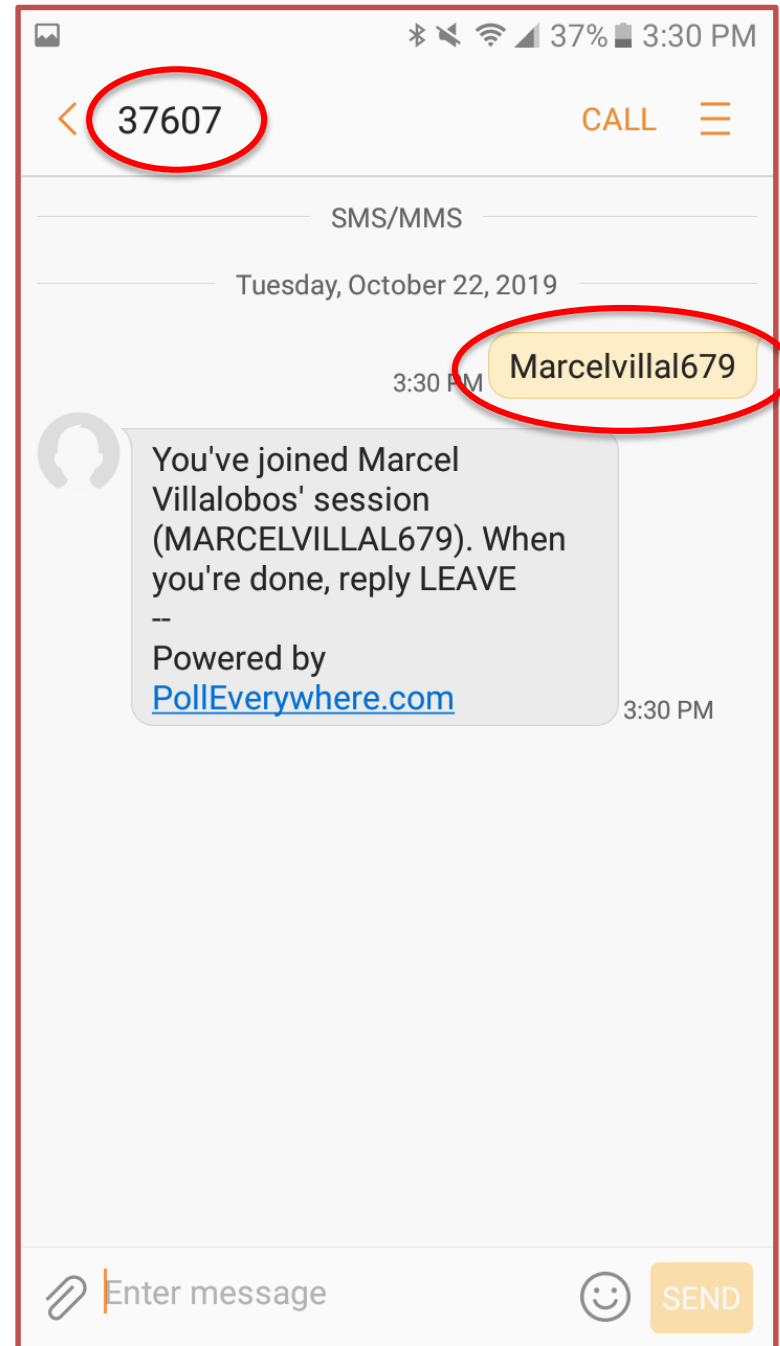 37% 3:30 PM
37607 CALL
SMS/MMS
Tuesday, October 22, 2019
3:30 PM Marcelvillal679
You've joined Marcel
Villalobos' session
(MARCELVILLAL679). When
you're done, reply LEAVE
--
Powered by
PollEverywhere.com
3:30 PM
Enter message SEND